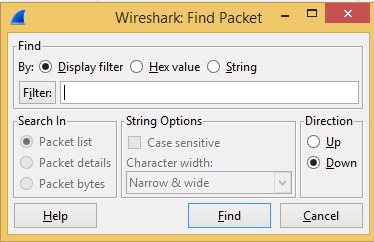 Wireshark: Find Packet
Find
By: Display filter Hex value String
Filter:
Search In
Packet list
Packet details
Packet bytes
String Options
Case sensitive
Character width:
Narrow & wide
Direction
Up
Down
Help Find Cancel